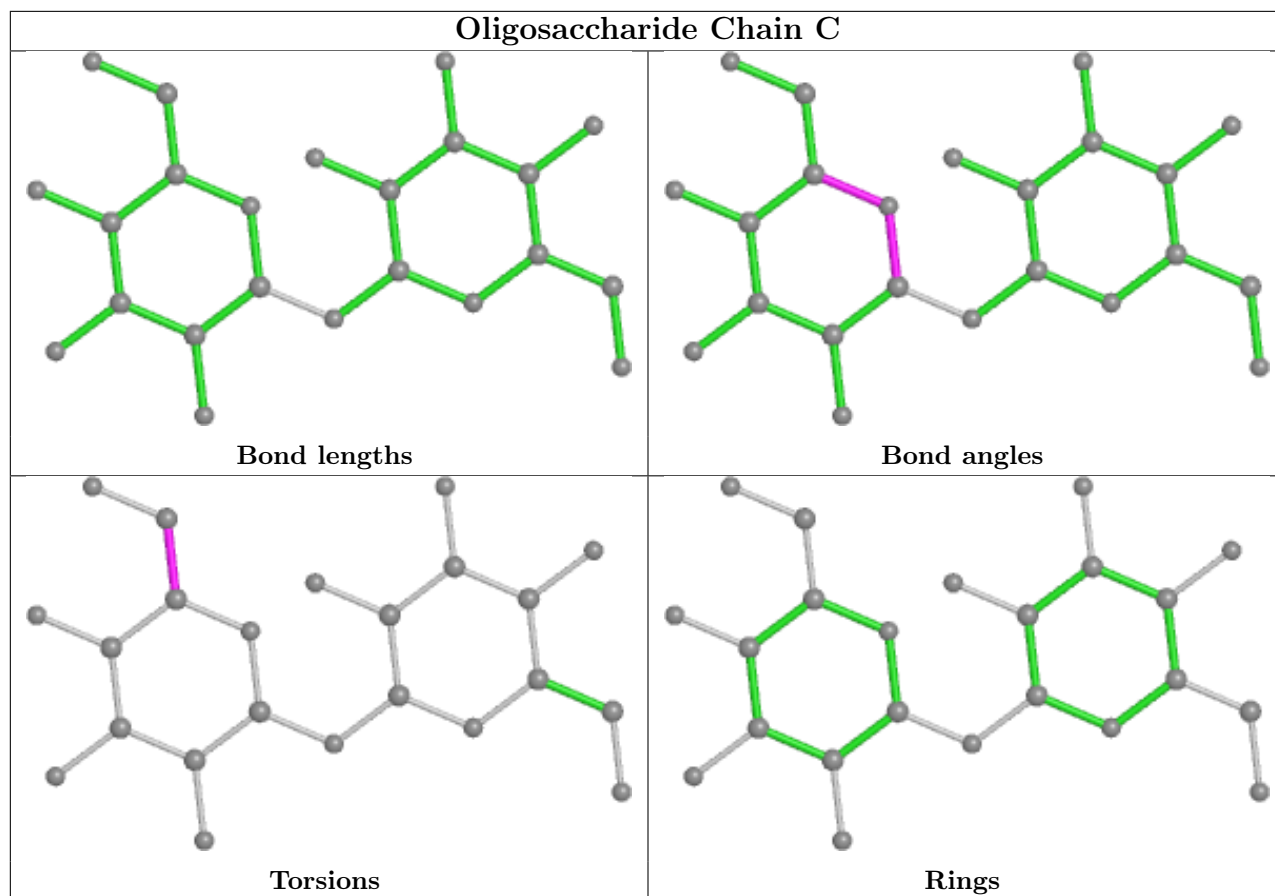 Oligosaccharide Chain C
Bond lengths
Bond angles
Torsions
Rings